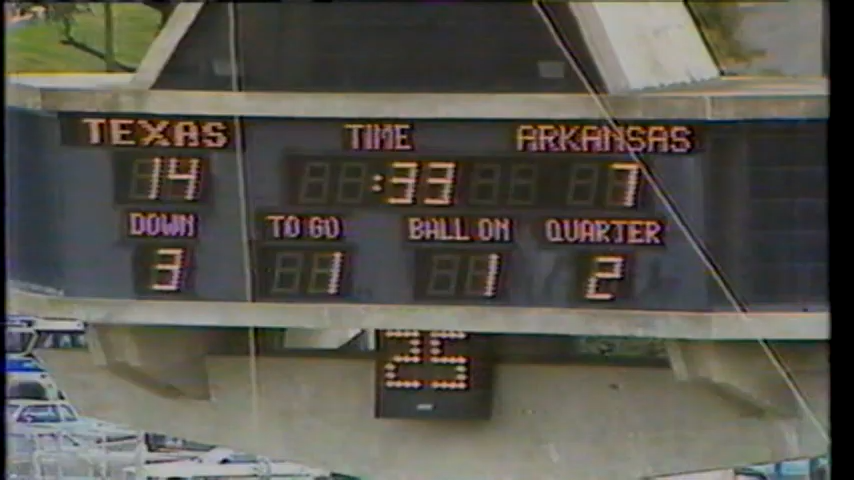 TEXAS TIME ARKANSAS
14 :33 7
DOWN TO GO BALL ON QUARTER
3 1 1 2
25